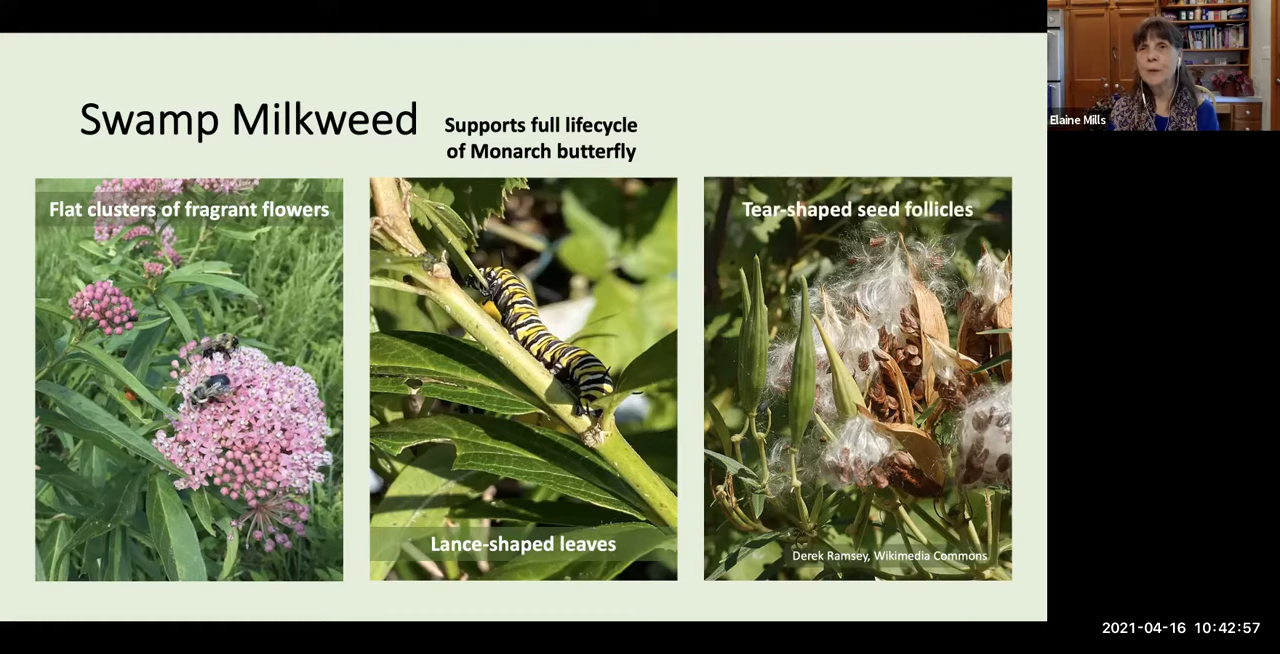 Swamp Milkweed
Supports full lifecycle
of Monarch butterfly
Flat clusters of fragrant flowers
Lance-shaped leaves
Tear-shaped seed follicles
Derek Ramsey, Wikimedia Commons
Elaine Mills
2021-04-16 10:42:57